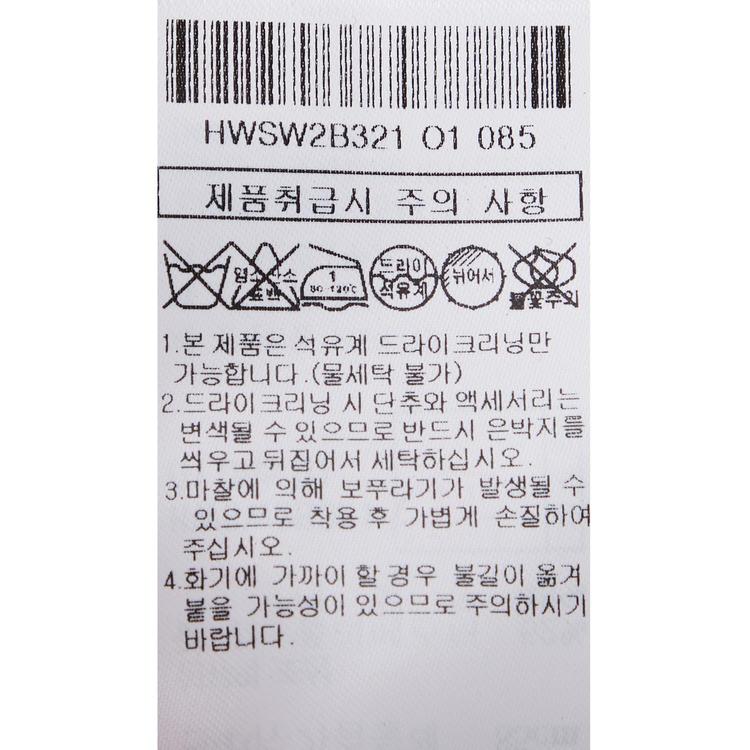 HWSW2B321 O1 085
제품취급시 주의 사항
염소 산소 1 드라이 뉘어서
표백 80~120℃ 석유계 불꽃주의
1.본 제품은 석유계 드라이크리닝만
가능합니다.(물세탁 불가)
2.드라이크리닝 시 단추와 액세서리는
변색될 수 있으므로 반드시 은박지를
씌우고 뒤집어서 세탁하십시오.
3.마찰에 의해 보푸라기가 발생될 수
있으므로 착용 후 가볍게 손질하여
주십시오.
4.화기에 가까이 할 경우 불길이 옮겨
붙을 가능성이 있으므로 주의하시기
바랍니다.